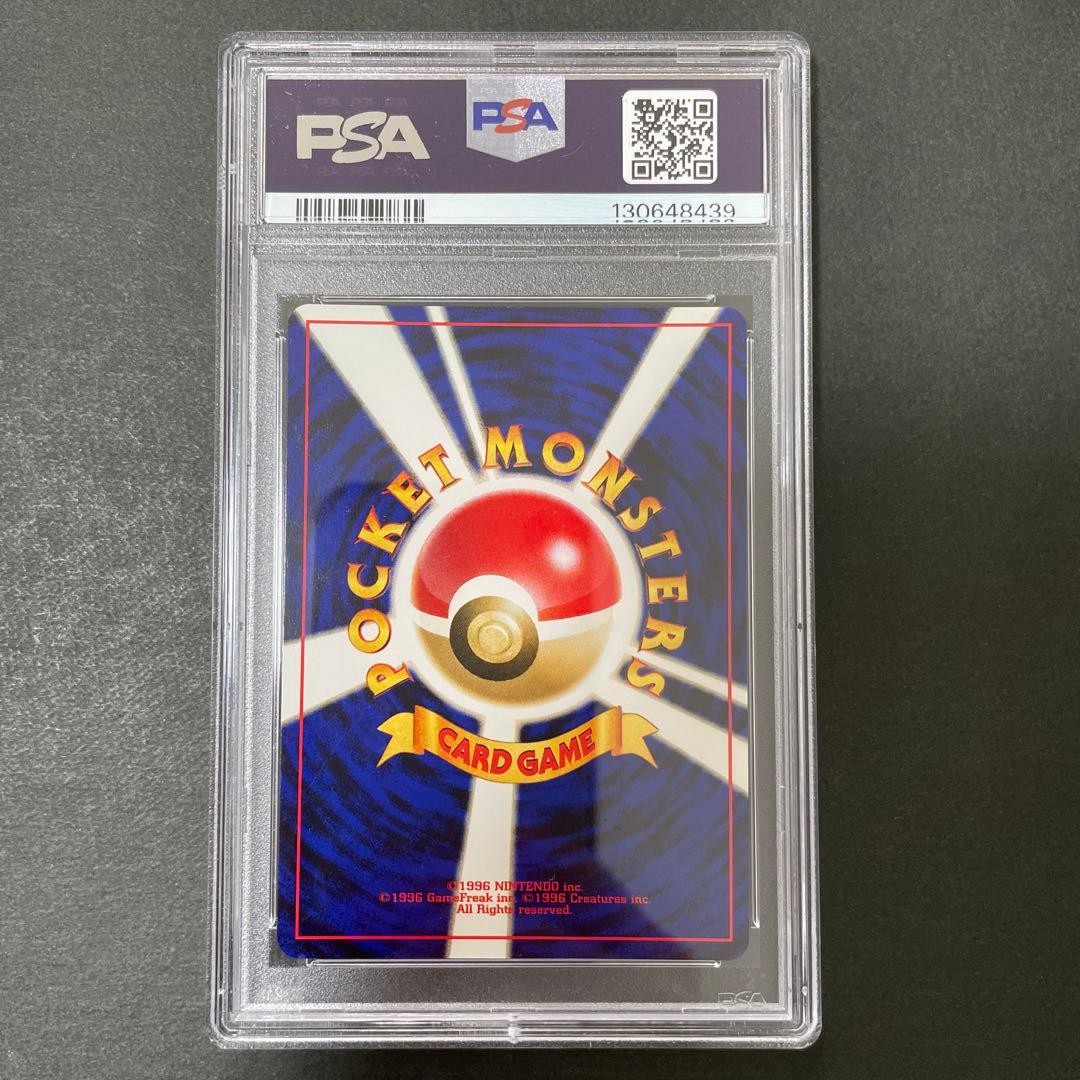 PSA
PSA
130648439
POCKET MONSTERS
CARD GAME
©1996 NINTENDO inc.
©1996 GameFreak inc. ©1996 Creatures inc.
All Rights reserved.
PSA